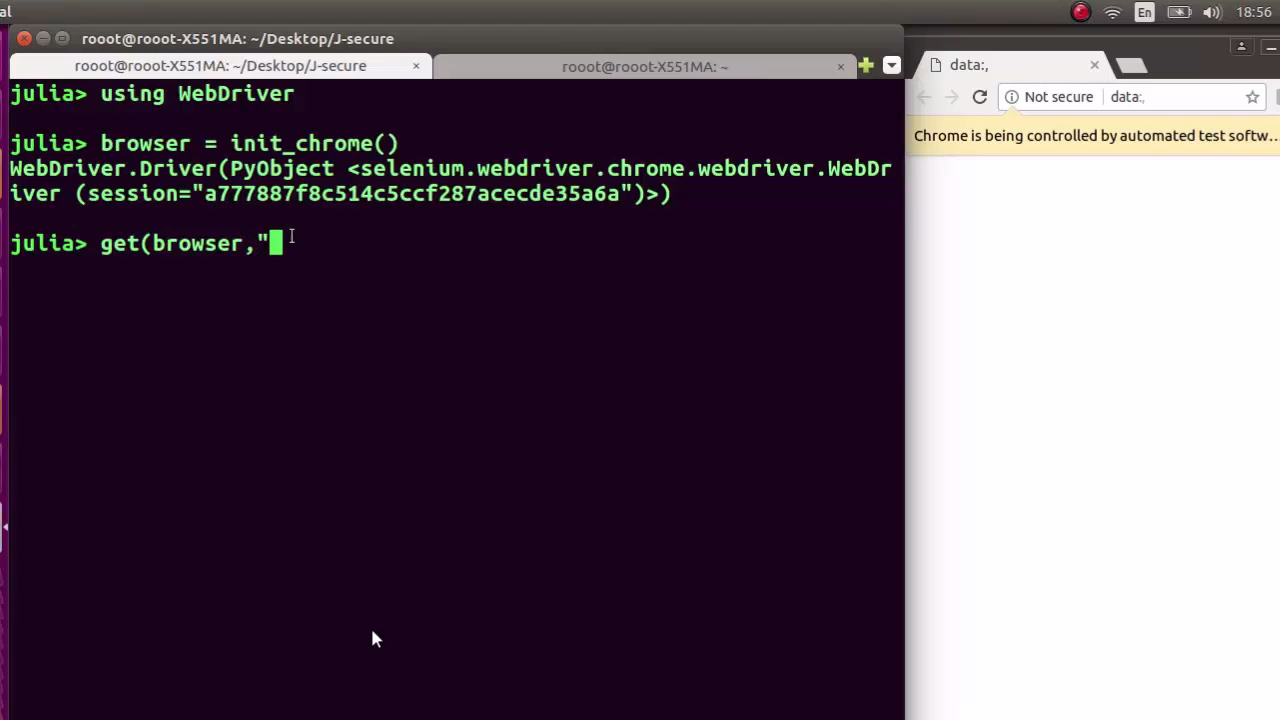 al
En
18:56
rooot@rooot-X551MA: ~/Desktop/J-secure
rooot@rooot-X551MA: ~/Desktop/J-secure ×
rooot@rooot-X551MA: ~ ×
julia> using WebDriver
julia> browser = init_chrome()
WebDriver.Driver(PyObject <selenium.webdriver.chrome.webdriver.WebDr
iver (session="a777887f8c514c5ccf287acecde35a6a")>)
julia> get(browser,"
data:, ×
Not secure data:,
Chrome is being controlled by automated test softw…